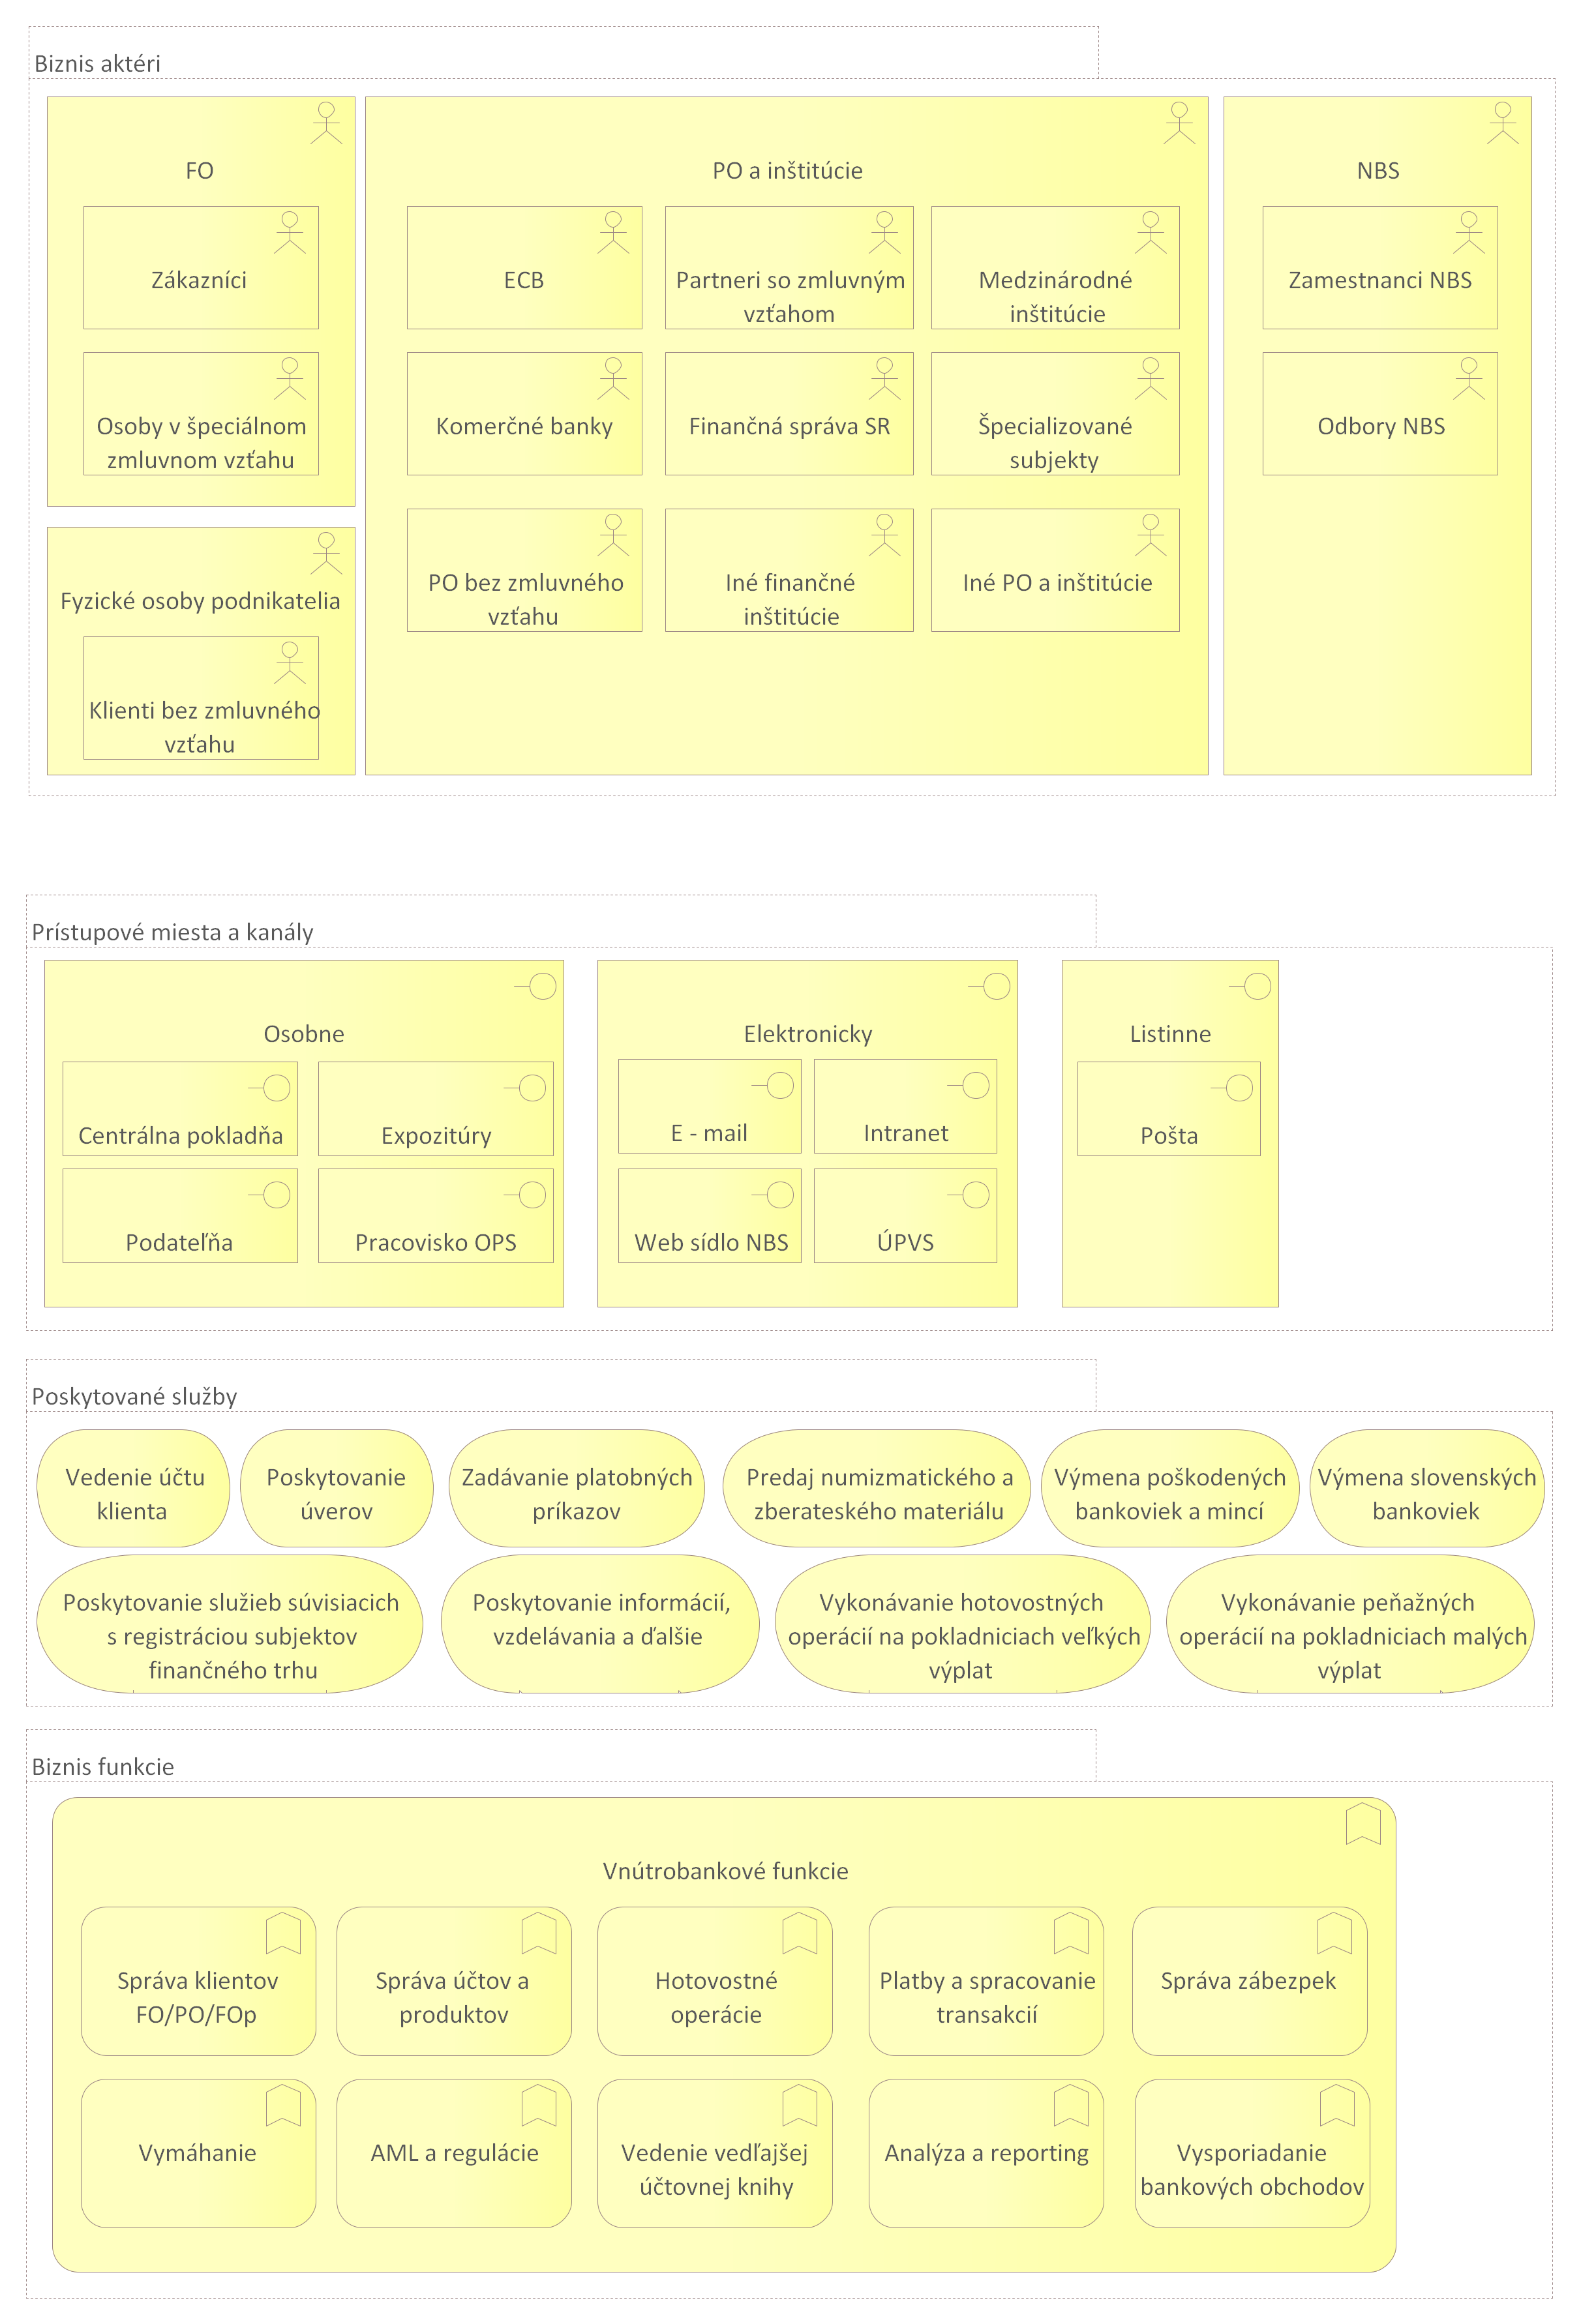 Biznis aktéri
FO
Zákazníci
Osoby v špeciálnom
zmluvnom vzťahu
Fyzické osoby podnikatelia
Klienti bez zmluvného
vzťahu
PO a inštitúcie
ECB
Partneri so zmluvným
vzťahom
Medzinárodné
inštitúcie
Komerčné banky
Finančná správa SR
Špecializované
subjekty
PO bez zmluvného
vzťahu
Iné finančné
inštitúcie
Iné PO a inštitúcie
NBS
Zamestnanci NBS
Odbory NBS
Prístupové miesta a kanály
Osobne
Centrálna pokladňa
Expozitúry
Podateľňa
Pracovisko OPS
Elektronicky
E - mail
Intranet
Web sídlo NBS
ÚPVS
Listinne
Pošta
Poskytované služby
Vedenie účtu
klienta
Poskytovanie
úverov
Zadávanie platobných
príkazov
Predaj numizmatického a
zberateského materiálu
Výmena poškodených
bankoviek a mincí
Výmena slovenských
bankoviek
Poskytovanie služieb súvisiacich
s registráciou subjektov
finančného trhu
Poskytovanie informácií,
vzdelávania a ďalšie
Vykonávanie hotovostných
operácií na pokladniciach veľkých
výplat
Vykonávanie peňažných
operácií na pokladniciach malých
výplat
Biznis funkcie
Vnútrobankové funkcie
Správa klientov
FO/PO/FOp
Správa účtov a
produktov
Hotovostné
operácie
Platby a spracovanie
transakcií
Správa zábezpek
Vymáhanie
AML a regulácie
Vedenie vedľajšej
účtovnej knihy
Analýza a reporting
Vysporiadanie
bankových obchodov